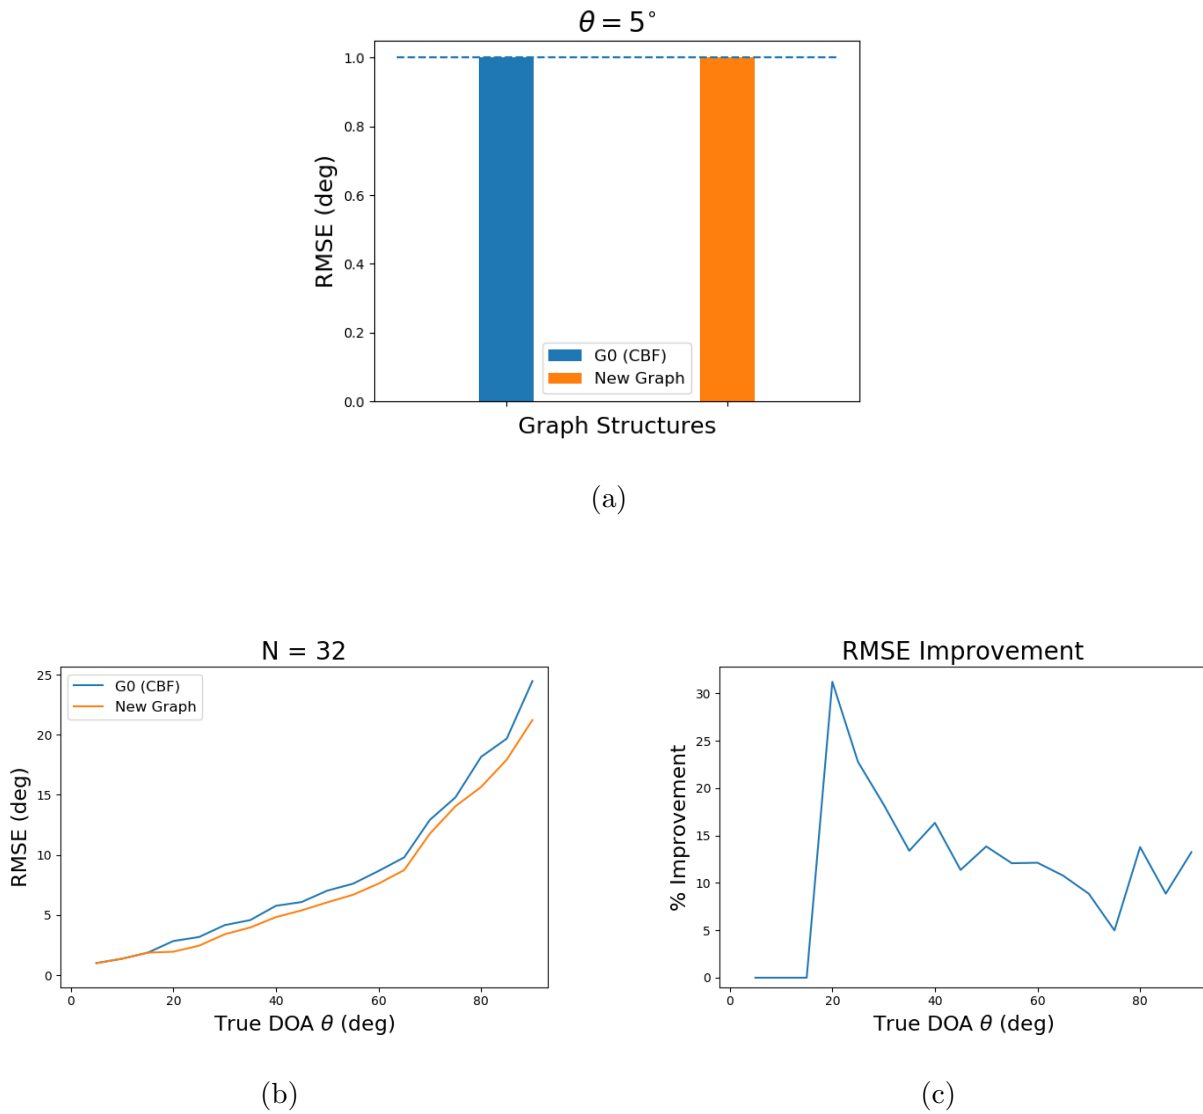 θ = 5°
RMSE (deg)
1.0
0.8
0.6
0.4
0.2
0.0
G0 (CBF)
New Graph
Graph Structures
(a)
N = 32
RMSE (deg)
25
20
15
10
5
0
G0 (CBF)
New Graph
0 20 40 60 80
True DOA θ (deg)
(b)
RMSE Improvement
% Improvement
30
25
20
15
10
5
0
0 20 40 60 80
True DOA θ (deg)
(c)